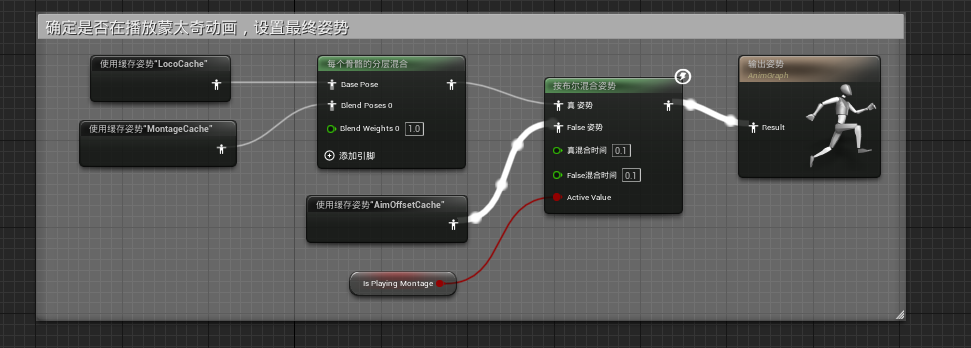 确定是否在播放蒙太奇动画，设置最终姿势
使用缓存姿势"LocoCache"
使用缓存姿势"MontageCache"
每个骨骼的分层混合
Base Pose
Blend Poses 0
Blend Weights 0 1.0
添加引脚
使用缓存姿势"AimOffsetCache"
Is Playing Montage
按布尔混合姿势
真 姿势
False 姿势
真混合时间 0.1
False混合时间 0.1
Active Value
输出姿势
AnimGraph
Result